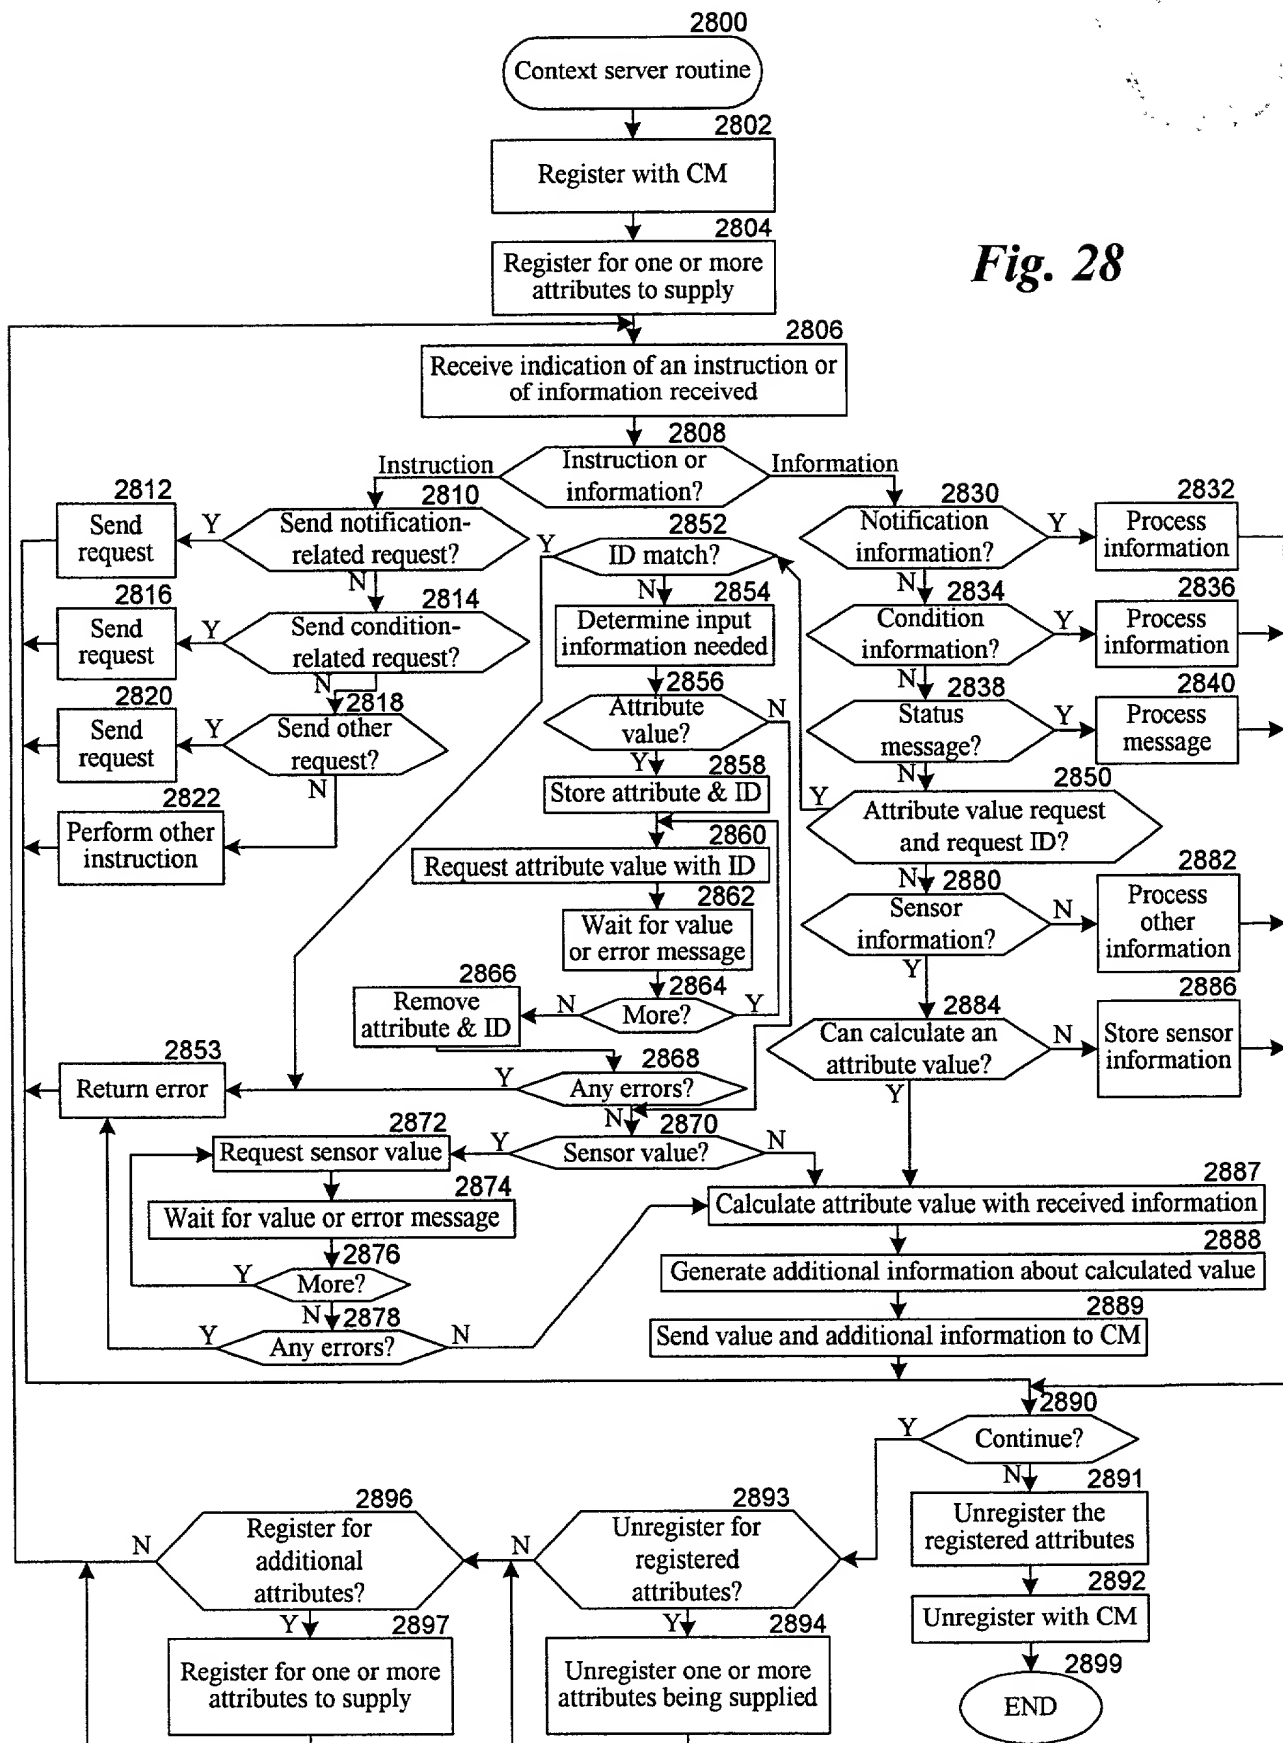 2800
Context server routine
2802
Register with CM
2804
Register for one or more
attributes to supply
Fig. 28
2806
Receive indication of an instruction or
of information received
2808
Instruction
Instruction or
information?
Information
2812
Send
request
Y
2810
Send notification-
related request?
N
2816
Send
request
Y
2814
Send condition-
related request?
N
2820
Send
request
Y
2818
Send other
request?
N
2822
Perform other
instruction
2852
Y
ID match?
N
2854
Determine input
information needed
2856
Attribute
value?
N
Y
2858
Store attribute & ID
2860
Request attribute value with ID
2862
Wait for value
or error message
2864
More?
N
Y
2866
Remove
attribute & ID
2868
Any errors?
Y
N
2853
Return error
2870
Sensor value?
Y
N
2872
Request sensor value
2874
Wait for value or error message
2876
More?
Y
N
2878
Any errors?
Y
N
2830
Notification
information?
Y
N
2832
Process
information
2834
Condition
information?
Y
N
2836
Process
information
2838
Status
message?
Y
N
2840
Process
message
2850
Y
Attribute value request
and request ID?
N
2880
Sensor
information?
N
Y
2882
Process
other
information
2884
Can calculate an
attribute value?
N
Y
2886
Store sensor
information
2887
Calculate attribute value with received information
2888
Generate additional information about calculated value
2889
Send value and additional information to CM
2890
Y
Continue?
N
2891
Unregister the
registered attributes
2892
Unregister with CM
2899
END
2893
Unregister for
registered
attributes?
N
Y
2894
Unregister one or more
attributes being supplied
2896
Register for
additional
attributes?
N
Y
2897
Register for one or more
attributes to supply